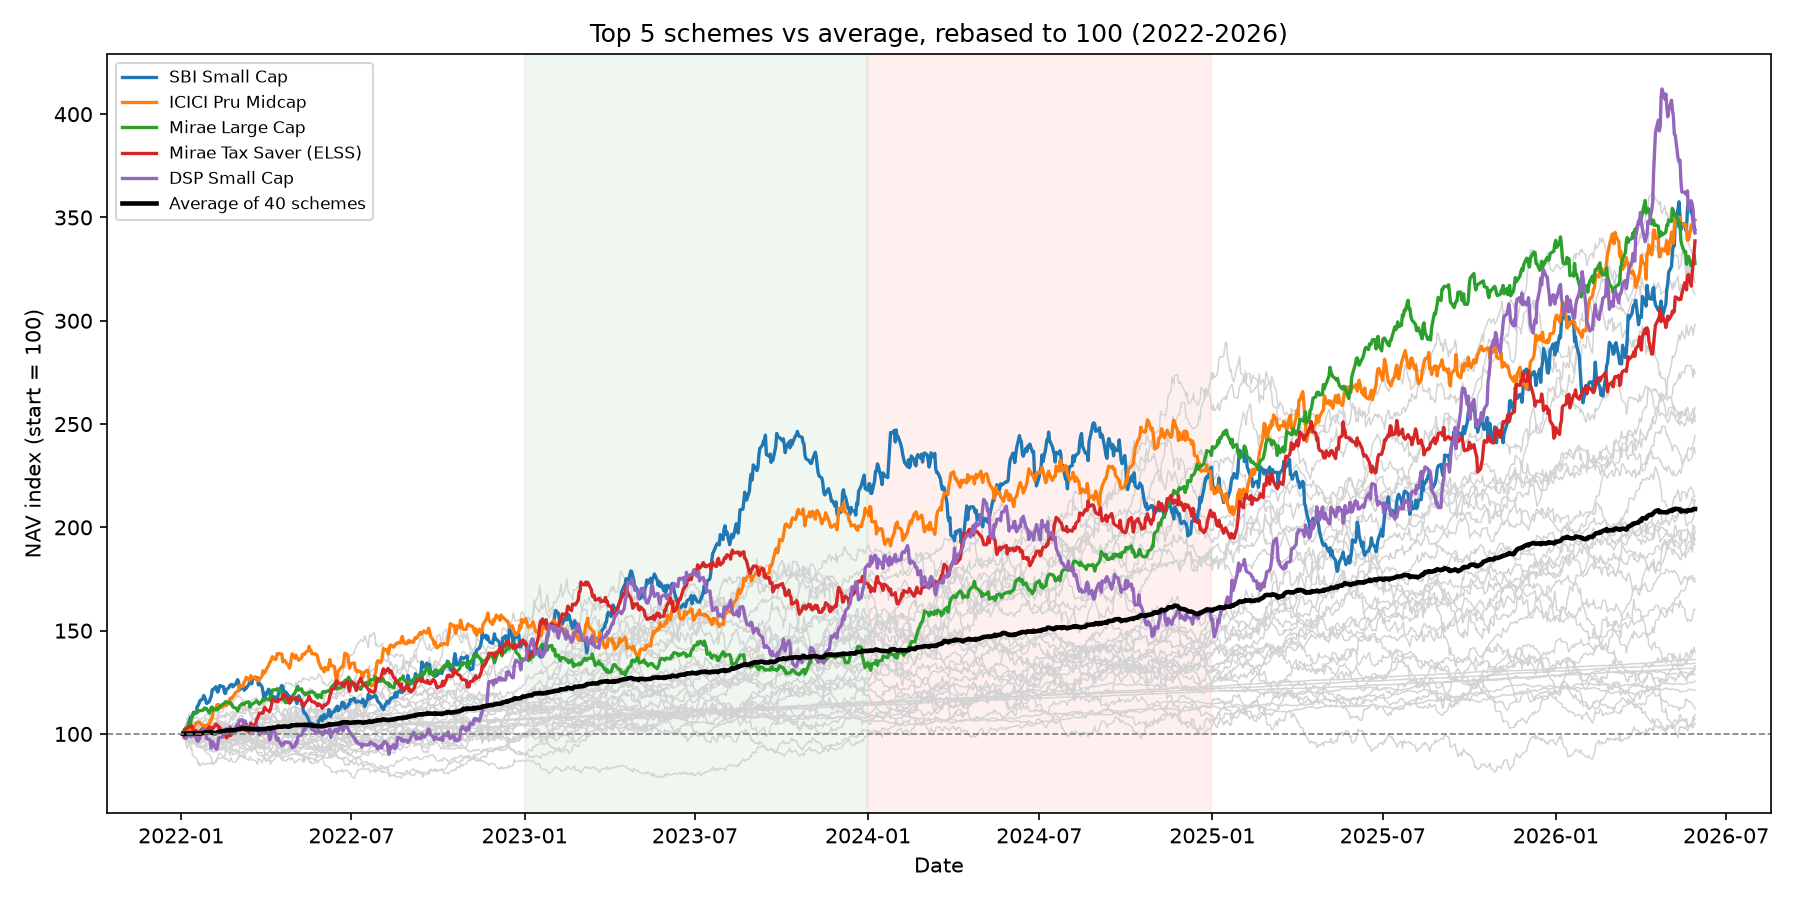 Top 5 schemes vs average, rebased to 100 (2022-2026)
SBI Small Cap
ICICI Pru Midcap
Mirae Large Cap
Mirae Tax Saver (ELSS)
DSP Small Cap
Average of 40 schemes
NAV index (start = 100)
400
350
300
250
200
150
100
2022-01
2022-07
2023-01
2023-07
2024-01
2024-07
2025-01
2025-07
2026-01
2026-07
Date